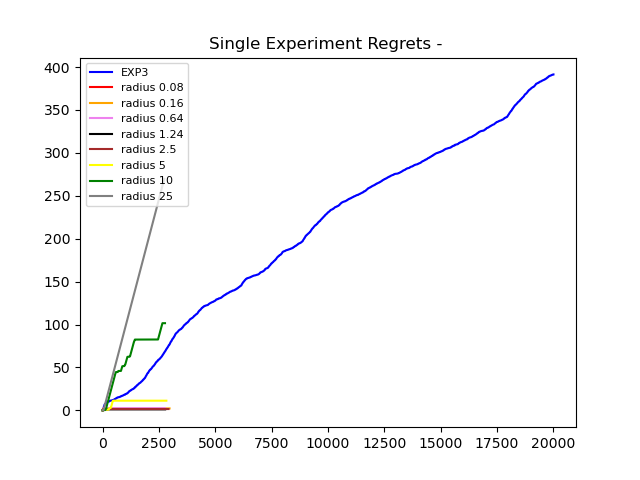 Single Experiment Regrets -
400
350
300
250
200
150
100
50
0
EXP3
radius 0.08
radius 0.16
radius 0.64
radius 1.24
radius 2.5
radius 5
radius 10
radius 25
0 2500 5000 7500 10000 12500 15000 17500 20000